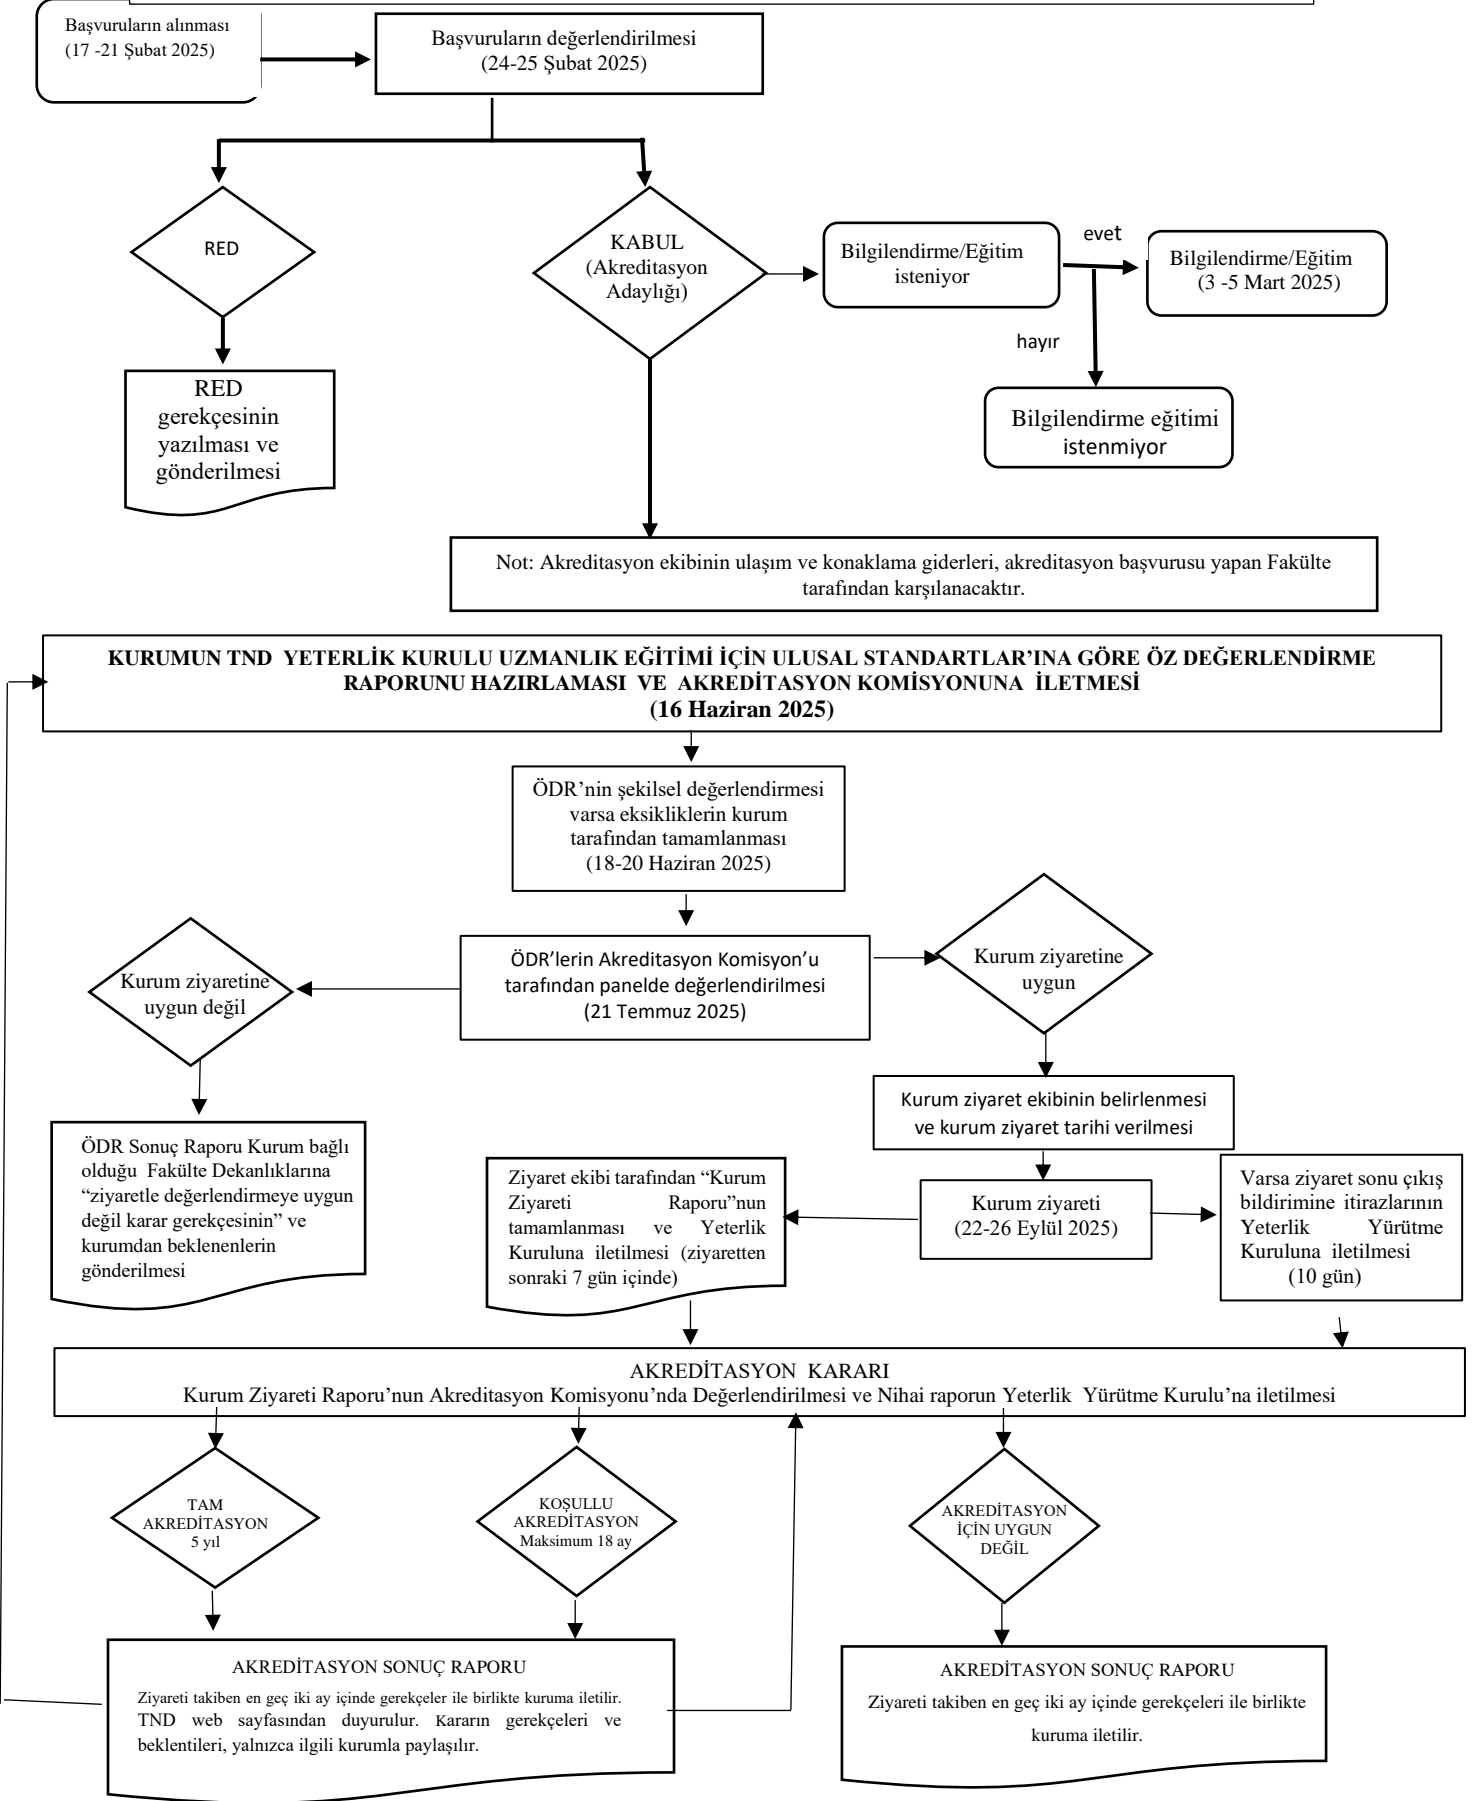 Başvuruların alınması
(17 -21 Şubat 2025)
Başvuruların değerlendirilmesi
(24-25 Şubat 2025)
RED
KABUL
(Akreditasyon
Adaylığı)
Bilgilendirme/Eğitim
isteniyor
evet
Bilgilendirme/Eğitim
(3 -5 Mart 2025)
hayır
Bilgilendirme eğitimi
istenmiyor
RED
gerekçesinin
yazılması ve
gönderilmesi
Not: Akreditasyon ekibinin ulaşım ve konaklama giderleri, akreditasyon başvurusu yapan Fakülte
tarafından karşılanacaktır.
KURUMUN TND YETERLİK KURULU UZMANLIK EĞİTİMİ İÇİN ULUSAL STANDARTLAR’INA GÖRE ÖZ DEĞERLENDİRME
RAPORUNU HAZIRLAMASI VE AKREDİTASYON KOMİSYONUNA İLETMESİ
(16 Haziran 2025)
ÖDR’nin şekilsel değerlendirmesi
varsa eksikliklerin kurum
tarafından tamamlanması
(18-20 Haziran 2025)
Kurum ziyaretine
uygun değil
ÖDR’lerin Akreditasyon Komisyon’u
tarafından panelde değerlendirilmesi
(21 Temmuz 2025)
Kurum ziyaretine
uygun
Kurum ziyaret ekibinin belirlenmesi
ve kurum ziyaret tarihi verilmesi
ÖDR Sonuç Raporu Kurum bağlı
olduğu Fakülte Dekanlıklarına
“ziyaretle değerlendirmeye uygun
değil karar gerekçesinin” ve
kurumdan beklenenlerin
gönderilmesi
Ziyaret ekibi tarafından “Kurum
Ziyareti Raporu”nun
tamamlanması ve Yeterlik
Kuruluna iletilmesi (ziyaretten
sonraki 7 gün içinde)
Kurum ziyareti
(22-26 Eylül 2025)
Varsa ziyaret sonu çıkış
bildirimine itirazlarının
Yeterlik Yürütme
Kuruluna iletilmesi
(10 gün)
AKREDİTASYON KARARI
Kurum Ziyareti Raporu’nun Akreditasyon Komisyonu’nda Değerlendirilmesi ve Nihai raporun Yeterlik Yürütme Kurulu’na iletilmesi
TAM
AKREDİTASYON
5 yıl
KOŞULLU
AKREDİTASYON
Maksimum 18 ay
AKREDİTASYON
İÇİN UYGUN
DEĞİL
AKREDİTASYON SONUÇ RAPORU
Ziyareti takiben en geç iki ay içinde gerekçeler ile birlikte kuruma iletilir.
TND web sayfasından duyurulur. Kararın gerekçeleri ve
beklentileri, yalnızca ilgili kurumla paylaşılır.
AKREDİTASYON SONUÇ RAPORU
Ziyareti takiben en geç iki ay içinde gerekçeleri ile birlikte
kuruma iletilir.